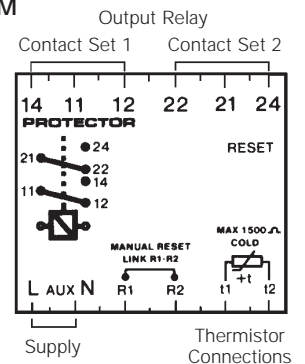 M
Output Relay
Contact Set 1 Contact Set 2
14 11 12 22 21 24
PROTECTOR
24 RESET
21
22
14
11
12
MAX 1500 Ω
COLD
MANUAL RESET
LINK R1-R2
+t
L AUX N R1 R2 t1 t2
Supply Thermistor
Connections